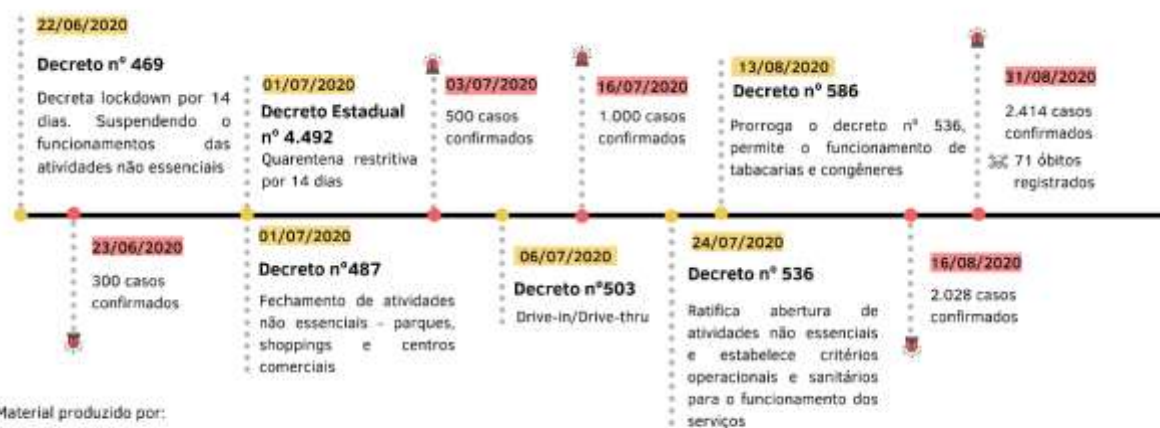 22/06/2020
Decreto nº 469
Decreta lockdown por 14
dias. Suspendendo o
funcionamentos das
atividades não essenciais
23/06/2020
300 casos
confirmados
01/07/2020
Decreto Estadual
nº 4.492
Quarentena restritiva
por 14 dias
01/07/2020
Decreto nº487
Fechamento de atividades
não essenciais - parques,
shoppings e centros
comerciais
03/07/2020
500 casos
confirmados
06/07/2020
Decreto nº503
Drive-in/Drive-thru
16/07/2020
1.000 casos
confirmados
24/07/2020
Decreto nº 536
Ratifica abertura de
atividades não essenciais
e estabelece critérios
operacionais e sanitários
para o funcionamento dos
serviços
13/08/2020
Decreto nº 586
Prorroga o decreto nº 536,
permite o funcionamento de
tabacarias e congêneres
16/08/2020
2.028 casos
confirmados
31/08/2020
2.414 casos
confirmados
71 óbitos
registrados
Material produzido por: